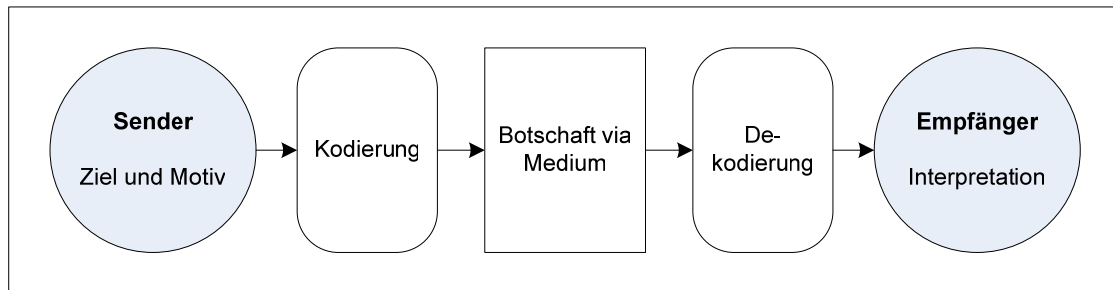 Sender
Ziel und Motiv
Kodierung
Botschaft via
Medium
De-
kodierung
Empfänger
Interpretation